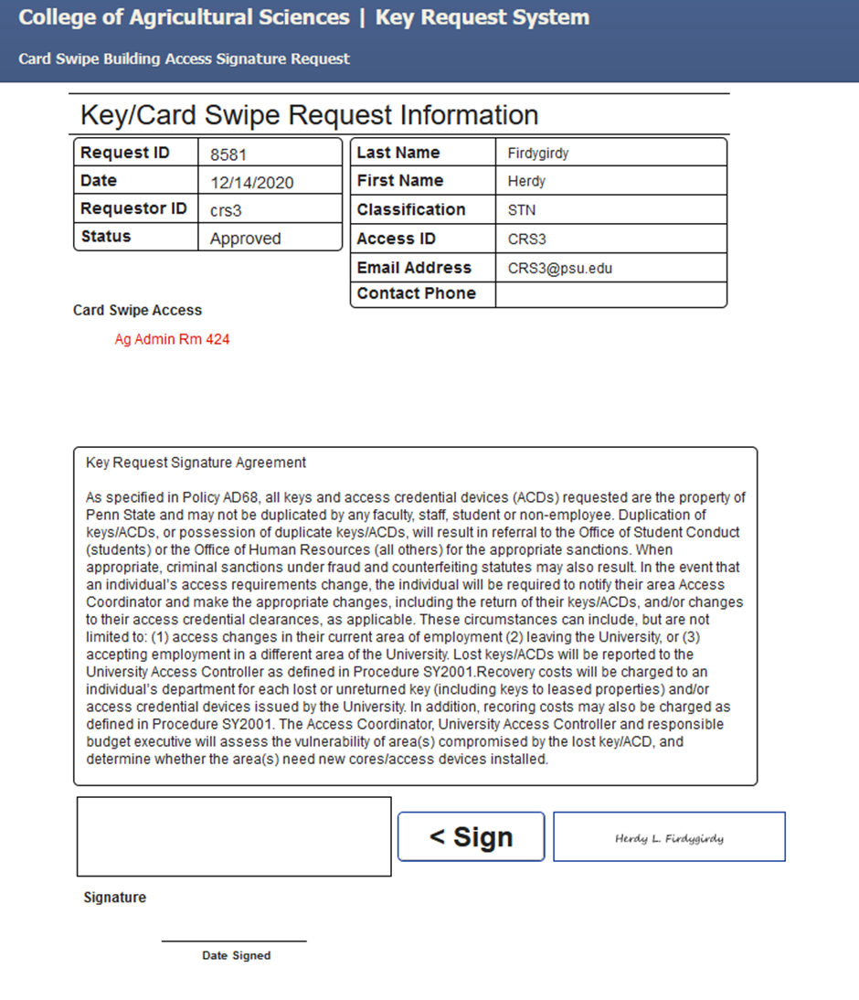 College of Agricultural Sciences | Key Request System
Card Swipe Building Access Signature Request
Key/Card Swipe Request Information
Request ID 8581
Date 12/14/2020
Requestor ID crs3
Status Approved
Last Name Firdygirdy
First Name Herdy
Classification STN
Access ID CRS3
Email Address CRS3@psu.edu
Contact Phone
Card Swipe Access
Ag Admin Rm 424
Key Request Signature Agreement
As specified in Policy AD68, all keys and access credential devices (ACDs) requested are the property of
Penn State and may not be duplicated by any faculty, staff, student or non-employee. Duplication of
keys/ACDs, or possession of duplicate keys/ACDs, will result in referral to the Office of Student Conduct
(students) or the Office of Human Resources (all others) for the appropriate sanctions. When
appropriate, criminal sanctions under fraud and counterfeiting statutes may also result. In the event that
an individual's access requirements change, the individual will be required to notify their area Access
Coordinator and make the appropriate changes, including the return of their keys/ACDs, and/or changes
to their access credential clearances, as applicable. These circumstances can include, but are not
limited to: (1) access changes in their current area of employment (2) leaving the University, or (3)
accepting employment in a different area of the University. Lost keys/ACDs will be reported to the
University Access Controller as defined in Procedure SY2001.Recovery costs will be charged to an
individual's department for each lost or unreturned key (including keys to leased properties) and/or
access credential devices issued by the University. In addition, recoring costs may also be charged as
defined in Procedure SY2001. The Access Coordinator, University Access Controller and responsible
budget executive will assess the vulnerability of area(s) compromised by the lost key/ACD, and
determine whether the area(s) need new cores/access devices installed.
< Sign
Herdy L. Firdygirdy
Signature
Date Signed